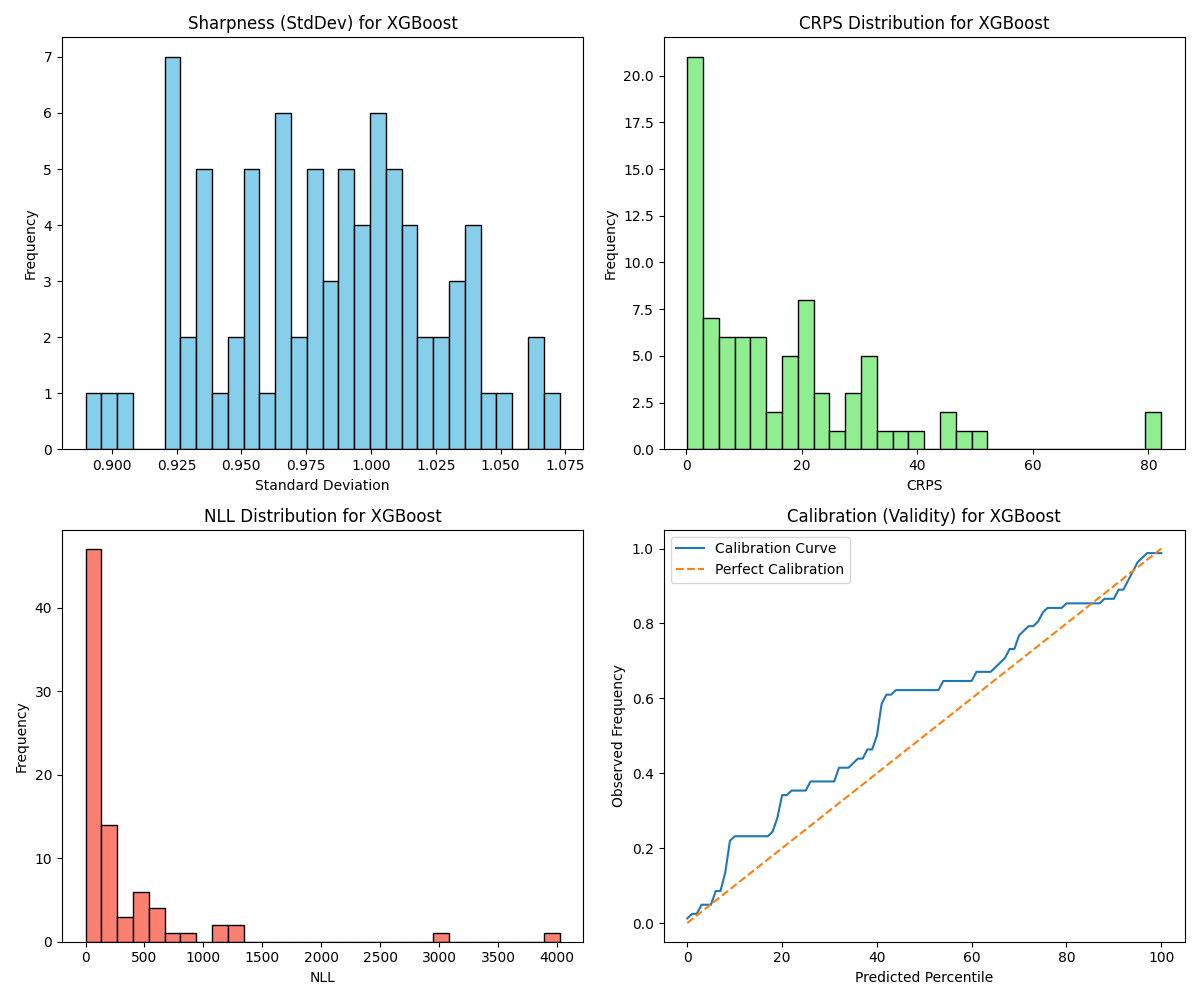 Sharpness (StdDev) for XGBoost
Frequency
7
6
5
4
3
2
1
0
0.900 0.925 0.950 0.975 1.000 1.025 1.050 1.075
Standard Deviation
CRPS Distribution for XGBoost
Frequency
20.0
17.5
15.0
12.5
10.0
7.5
5.0
2.5
0.0
0 20 40 60 80
CRPS
NLL Distribution for XGBoost
Frequency
40
30
20
10
0
0 500 1000 1500 2000 2500 3000 3500 4000
NLL
Calibration (Validity) for XGBoost
Calibration Curve
Perfect Calibration
Observed Frequency
1.0
0.8
0.6
0.4
0.2
0.0
0 20 40 60 80 100
Predicted Percentile